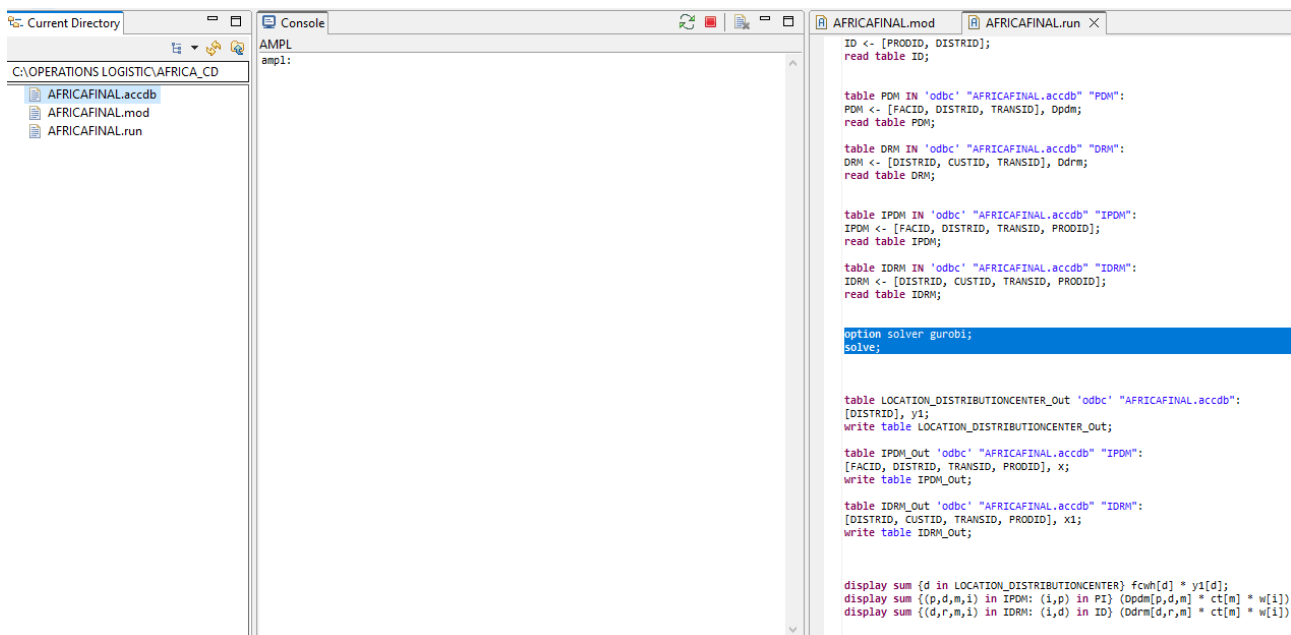 Current Directory
C:\OPERATIONS LOGISTIC\AFRICA_CD
AFRICAFINAL.accdb
AFRICAFINAL.mod
AFRICAFINAL.run
Console
AMPL
ampl:
AFRICAFINAL.mod
AFRICAFINAL.run
ID <- [PRODID, DISTRID];
read table ID;
table PDM IN 'odbc' "AFRICAFINAL.accdb" "PDM":
PDM <- [FACID, DISTRID, TRANSID], Dpdm;
read table PDM;
table DRM IN 'odbc' "AFRICAFINAL.accdb" "DRM":
DRM <- [DISTRID, CUSTID, TRANSID], Ddrm;
read table DRM;
table IPDM IN 'odbc' "AFRICAFINAL.accdb" "IPDM":
IPDM <- [FACID, DISTRID, TRANSID, PRODID];
read table IPDM;
table IDRM IN 'odbc' "AFRICAFINAL.accdb" "IDRM":
IDRM <- [DISTRID, CUSTID, TRANSID, PRODID];
read table IDRM;
option solver gurobi;
solve;
table LOCATION_DISTRIBUTIONCENTER_Out 'odbc' "AFRICAFINAL.accdb":
[DISTRID], y1;
write table LOCATION_DISTRIBUTIONCENTER_Out;
table IPDM_Out 'odbc' "AFRICAFINAL.accdb" "IPDM":
[FACID, DISTRID, TRANSID, PRODID], x;
write table IPDM_Out;
table IDRM_Out 'odbc' "AFRICAFINAL.accdb" "IDRM":
[DISTRID, CUSTID, TRANSID, PRODID], x1;
write table IDRM_Out;
display sum {d in LOCATION_DISTRIBUTIONCENTER} fcwh[d] * y1[d];
display sum {(p,d,m,i) in IPDM: (i,p) in PI} (Dpdm[p,d,m] * ct[m] * w[i])
display sum {(d,r,m,i) in IDRM: (i,d) in ID} (Ddrm[d,r,m] * ct[m] * w[i])